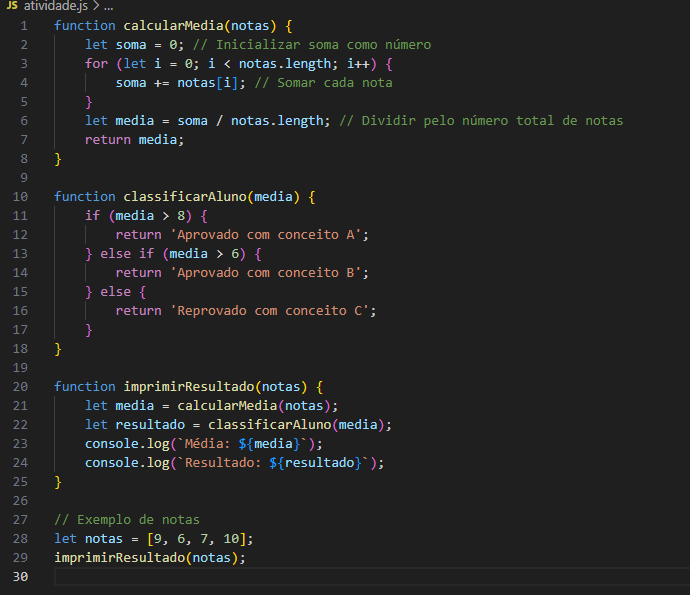 JS atividade.js > ...
1 function calcularMedia(notas) {
2     let soma = 0; // Inicializar soma como número
3     for (let i = 0; i < notas.length; i++) {
4         soma += notas[i]; // Somar cada nota
5     }
6     let media = soma / notas.length; // Dividir pelo número total de notas
7     return media;
8 }
9
10 function classificarAluno(media) {
11     if (media > 8) {
12         return 'Aprovado com conceito A';
13     } else if (media > 6) {
14         return 'Aprovado com conceito B';
15     } else {
16         return 'Reprovado com conceito C';
17     }
18 }
19
20 function imprimirResultado(notas) {
21     let media = calcularMedia(notas);
22     let resultado = classificarAluno(media);
23     console.log(`Média: ${media}`);
24     console.log(`Resultado: ${resultado}`);
25 }
26
27 // Exemplo de notas
28 let notas = [9, 6, 7, 10];
29 imprimirResultado(notas);
30